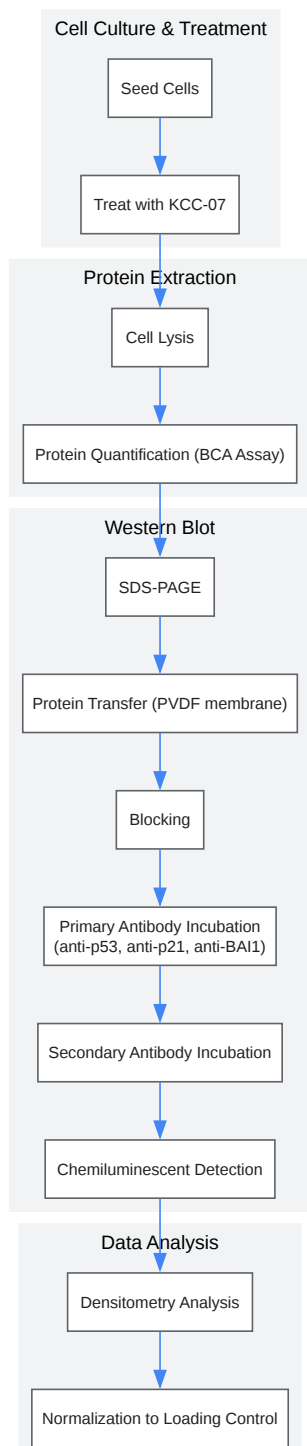 Cell Culture & Treatment
Seed Cells
Treat with KCC-07
Protein Extraction
Cell Lysis
Protein Quantification (BCA Assay)
Western Blot
SDS-PAGE
Protein Transfer (PVDF membrane)
Blocking
Primary Antibody Incubation
(anti-p53, anti-p21, anti-BAI1)
Secondary Antibody Incubation
Chemiluminescent Detection
Data Analysis
Densitometry Analysis
Normalization to Loading Control